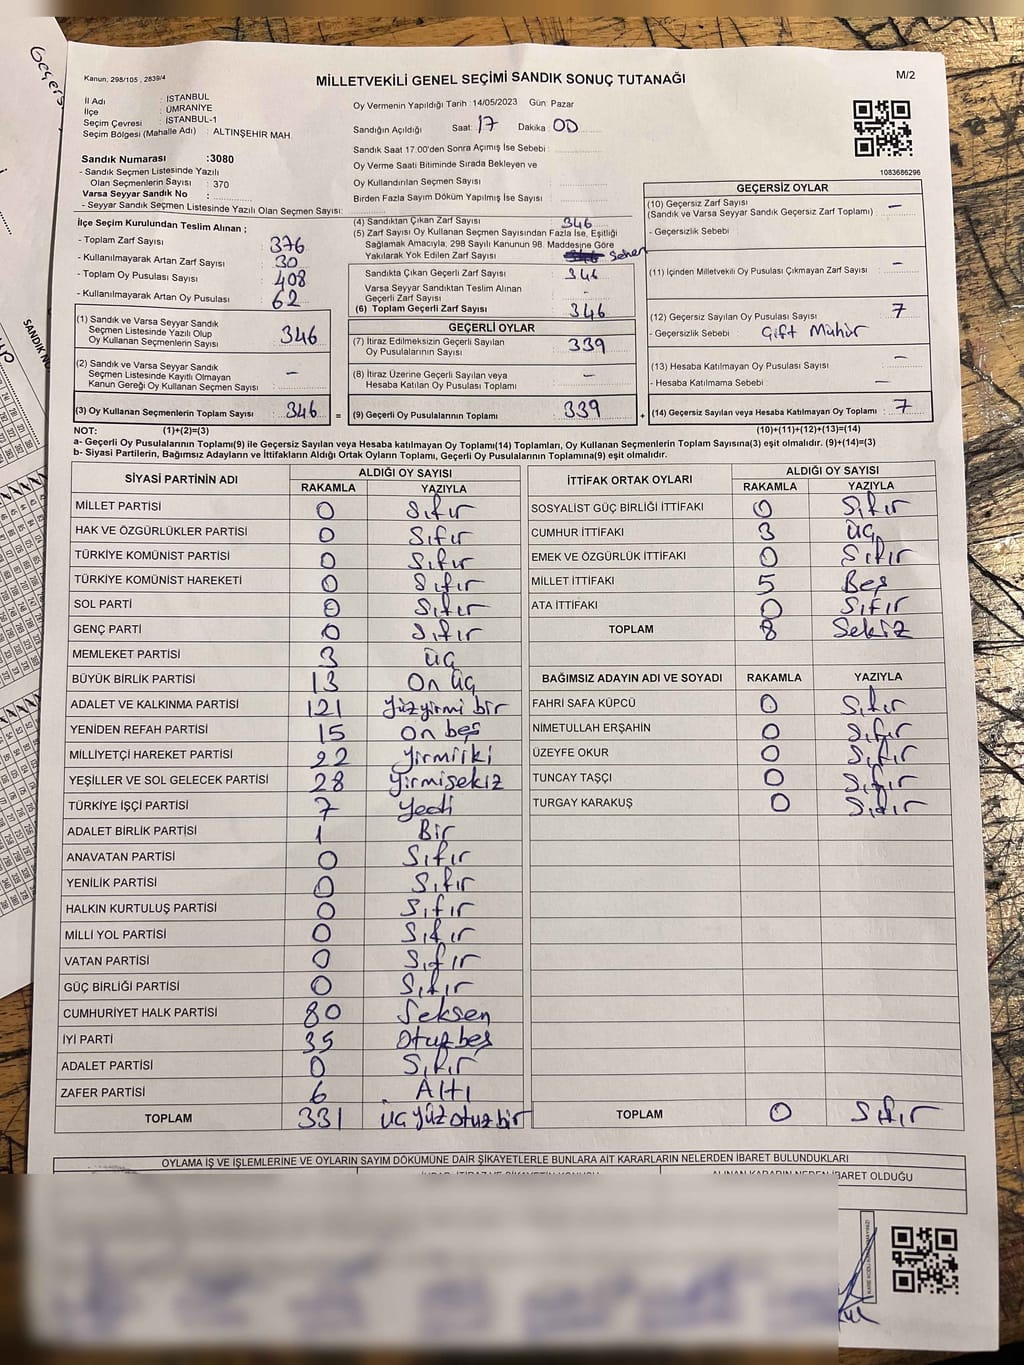 Geçers
Kanun; 298/105 , 2839/4
MİLLETVEKİLİ GENEL SEÇİMİ SANDIK SONUÇ TUTANAĞI
M/2
İl Adı : İSTANBUL
İlçe : ÜMRANİYE
Seçim Çevresi : İSTANBUL-1
Seçim Bölgesi (Mahalle Adı) : ALTINŞEHİR MAH.
Sandık Numarası :3080
- Sandık Seçmen Listesinde Yazılı
Olan Seçmenlerin Sayısı : 370
Varsa Seyyar Sandık No :
- Seyyar Sandık Seçmen Listesinde Yazılı Olan Seçmen Sayısı:
Oy Vermenin Yapıldığı Tarih :14/05/2023 Gün: Pazar
Sandığın Açıldığı Saat: 17 Dakika 00
Sandık Saat 17:00'den Sonra Açımış İse Sebebi :
Oy Verme Saati Bitiminde Sırada Bekleyen ve
Oy Kullandırılan Seçmen Sayısı
Birden Fazla Sayım Döküm Yapılmış İse Sayısı
1083686296
İlçe Seçim Kurulundan Teslim Alınan ;
- Toplam Zarf Sayısı : 376
- Kullanılmayarak Artan Zarf Sayısı : 30
- Toplam Oy Pusulası Sayısı : 408
- Kullanılmayarak Artan Oy Pusulası : 62
(1) Sandık ve Varsa Seyyar Sandık
Seçmen Listesinde Yazılı Olup
Oy Kullanan Seçmenlerin Sayısı 346
(2) Sandık ve Varsa Seyyar Sandık
Seçmen Listesinde Kayıtlı Olmayan
Kanun Gereği Oy Kullanan Seçmen Sayısı –
(3) Oy Kullanan Seçmenlerin Toplam Sayısı 346 =
(4) Sandıktan Çıkan Zarf Sayısı 346
(5) Zarf Sayısı Oy Kullanan Seçmen Sayısından Fazla İse, Eşitliği
Sağlamak Amacıyla, 298 Sayılı Kanunun 98. Maddesine Göre
Yakılarak Yok Edilen Zarf Sayısı
Sandıkta Çıkan Geçerli Zarf Sayısı : 346
Varsa Seyyar Sandıktan Teslim Alınan
Geçerli Zarf Sayısı : -
(6) Toplam Geçerli Zarf Sayısı : 346
GEÇERLİ OYLAR
(7) İtiraz Edilmeksizin Geçerli Sayılan
Oy Pusulalarının Sayısı : 339
(8) İtiraz Üzerine Geçerli Sayılan veya
Hesaba Katılan Oy Pusulası Toplamı : –
(9) Geçerli Oy Pusulalarının Toplamı : 339 +
GEÇERSİZ OYLAR
(10) Geçersiz Zarf Sayısı
(Sandık ve Varsa Seyyar Sandık Geçersiz Zarf Toplamı) : –
- Geçersizlik Sebebi
(11) İçinden Milletvekili Oy Pusulası Çıkmayan Zarf Sayısı : –
(12) Geçersiz Sayılan Oy Pusulası Sayısı : 7
- Geçersizlik Sebebi : Çift Mühür
(13) Hesaba Katılmayan Oy Pusulası Sayısı : –
- Hesaba Katılmama Sebebi : –
(14) Geçersiz Sayılan veya Hesaba Katılmayan Oy Toplamı : 7
NOT: (1)+(2)=(3) (10)+(11)+(12)+(13)=(14)
a- Geçerli Oy Pusulalarının Toplamı(9) ile Geçersiz Sayılan veya Hesaba katılmayan Oy Toplamı(14) Toplamları, Oy Kullanan Seçmenlerin Toplam Sayısına(3) eşit olmalıdır. (9)+(14)=(3)
b- Siyasi Partilerin, Bağımsız Adayların ve İttifakların Aldığı Ortak Oyların Toplamı, Geçerli Oy Pusulalarının Toplamına(9) eşit olmalıdır.
SİYASİ PARTİNİN ADI ALDIĞI OY SAYISI
RAKAMLA YAZIYLA
MİLLET PARTİSİ 0 Sıfır
HAK VE ÖZGÜRLÜKLER PARTİSİ 0 Sıfır
TÜRKİYE KOMÜNİST PARTİSİ 0 Sıfır
TÜRKİYE KOMÜNİST HAREKETİ 0 Sıfır
SOL PARTİ 0 Sıfır
GENÇ PARTİ 0 Sıfır
MEMLEKET PARTİSİ 3 üç
BÜYÜK BİRLİK PARTİSİ 13 On üç
ADALET VE KALKINMA PARTİSİ 121 yüzyirmi bir
YENİDEN REFAH PARTİSİ 15 on beş
MİLLİYETÇİ HAREKET PARTİSİ 22 yirmiiki
YEŞİLLER VE SOL GELECEK PARTİSİ 28 yirmisekiz
TÜRKİYE İŞÇİ PARTİSİ 7 yedi
ADALET BİRLİK PARTİSİ 1 Bir
ANAVATAN PARTİSİ 0 Sıfır
YENİLİK PARTİSİ 0 Sıfır
HALKIN KURTULUŞ PARTİSİ 0 Sıfır
MİLLİ YOL PARTİSİ 0 Sıfır
VATAN PARTİSİ 0 Sıfır
GÜÇ BİRLİĞİ PARTİSİ 0 Sıfır
CUMHURİYET HALK PARTİSİ 80 Seksen
İYİ PARTİ 35 Otuzbeş
ADALET PARTİSİ 0 Sıfır
ZAFER PARTİSİ 6 Altı
TOPLAM 331 üç yüz otuz bir
İTTİFAK ORTAK OYLARI ALDIĞI OY SAYISI
RAKAMLA YAZIYLA
SOSYALİST GÜÇ BİRLİĞİ İTTİFAKI 0 Sıfır
CUMHUR İTTİFAKI 3 üç
EMEK VE ÖZGÜRLÜK İTTİFAKI 0 Sıfır
MİLLET İTTİFAKI 5 Beş
ATA İTTİFAKI 0 Sıfır
TOPLAM 8 Sekiz
BAĞIMSIZ ADAYIN ADI VE SOYADI RAKAMLA YAZIYLA
FAHRİ SAFA KÜPCÜ 0 Sıfır
NİMETULLAH ERŞAHİN 0 Sıfır
ÜZEYFE OKUR 0 Sıfır
TUNCAY TAŞÇI 0 Sıfır
TURGAY KARAKUŞ 0 Sıfır
TOPLAM 0 Sıfır
OYLAMA İŞ VE İŞLEMLERİNE VE OYLARIN SAYIM DÖKÜMÜNE DAİR ŞİKAYETLERLE BUNLARA AİT KARARLARIN NELERDEN İBARET BULUNDUKLARI
ALINAN KARARIN NEDEN İBARET OLDUĞU